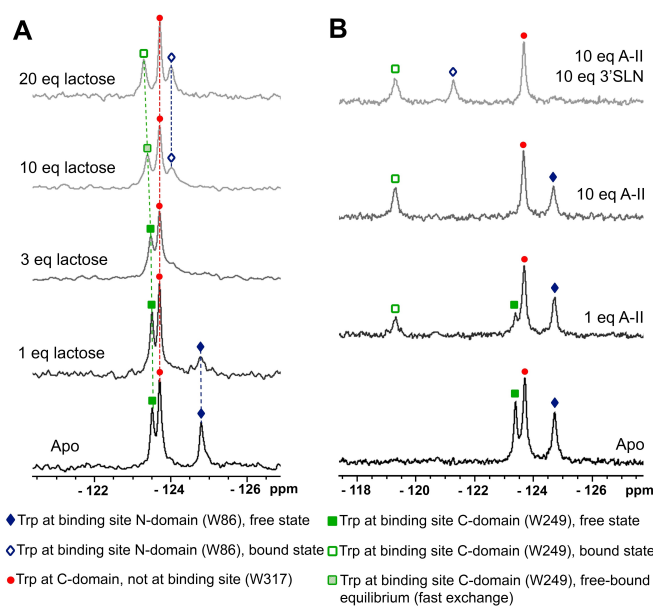 A
20 eq lactose
10 eq lactose
3 eq lactose
1 eq lactose
Apo
- 122 - 124 - 126 ppm
B
10 eq A-II
10 eq 3'SLN
10 eq A-II
1 eq A-II
Apo
- 118 - 120 - 122 - 124 - 126 ppm
Trp at binding site N-domain (W86), free state
Trp at binding site N-domain (W86), bound state
Trp at C-domain, not at binding site (W317)
Trp at binding site C-domain (W249), free state
Trp at binding site C-domain (W249), bound state
Trp at binding site C-domain (W249), free-bound
equilibrium (fast exchange)